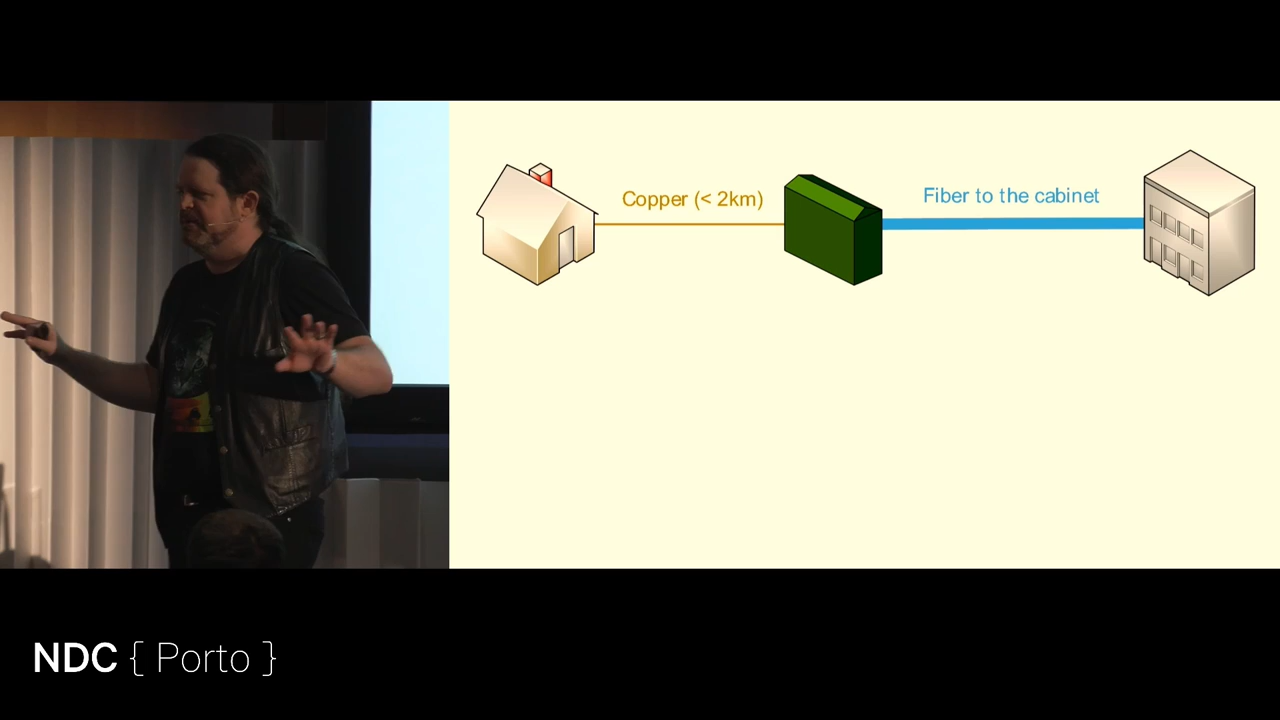 Copper (< 2km)
Fiber to the cabinet
NDC { Porto }